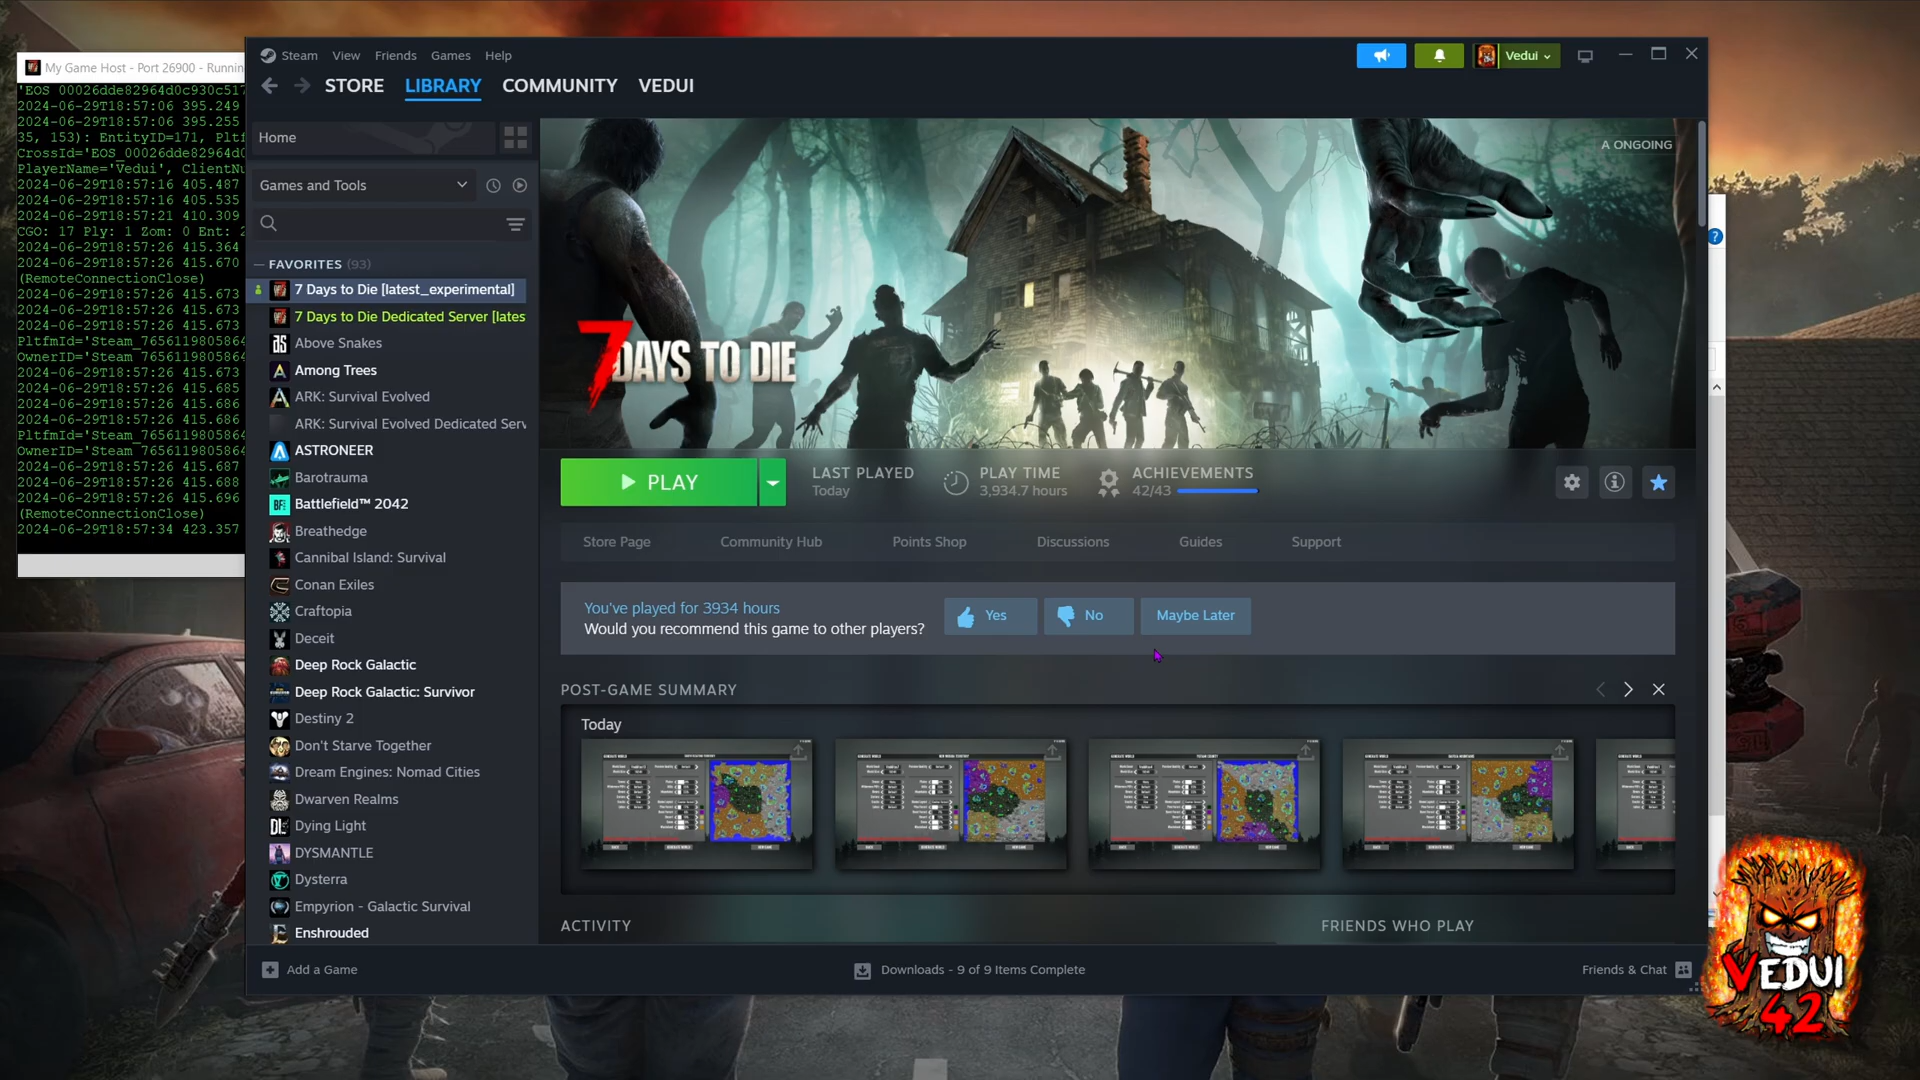 My Game Host - Port 26900 - Runnin
'EOS_00026dde82964d0c930c517
2024-06-29T18:57:06 395.249
2024-06-29T18:57:06 395.255
35, 153): EntityID=171, Pltf
CrossId='EOS_00026dde82964d0
PlayerName='Vedui', ClientNu
2024-06-29T18:57:16 405.487
2024-06-29T18:57:16 405.535
2024-06-29T18:57:21 410.309
CGO: 17 Ply: 1 Zom: 0 Ent: 2
2024-06-29T18:57:26 415.364
2024-06-29T18:57:26 415.670
(RemoteConnectionClose)
2024-06-29T18:57:26 415.673
2024-06-29T18:57:26 415.673
2024-06-29T18:57:26 415.673
PltfmId='Steam_7656119805864
OwnerID='Steam_7656119805864
2024-06-29T18:57:26 415.673
2024-06-29T18:57:26 415.685
2024-06-29T18:57:26 415.686
2024-06-29T18:57:26 415.686
PltfmId='Steam_7656119805864
OwnerID='Steam_7656119805864
2024-06-29T18:57:26 415.687
2024-06-29T18:57:26 415.688
2024-06-29T18:57:26 415.696
(RemoteConnectionClose)
2024-06-29T18:57:34 423.357
Steam View Friends Games Help
Vedui
STORE LIBRARY COMMUNITY VEDUI
Home
Games and Tools
FAVORITES (93)
7 Days to Die [latest_experimental]
7 Days to Die Dedicated Server [lates
Above Snakes
Among Trees
ARK: Survival Evolved
ARK: Survival Evolved Dedicated Serv
ASTRONEER
Barotrauma
Battlefield™ 2042
Breathedge
Cannibal Island: Survival
Conan Exiles
Craftopia
Deceit
Deep Rock Galactic
Deep Rock Galactic: Survivor
Destiny 2
Don't Starve Together
Dream Engines: Nomad Cities
Dwarven Realms
Dying Light
DYSMANTLE
Dysterra
Empyrion - Galactic Survival
Enshrouded
A ONGOING
7 DAYS TO DIE
PLAY
LAST PLAYED
Today
PLAY TIME
3,934.7 hours
ACHIEVEMENTS
42/43
Store Page Community Hub Points Shop Discussions Guides Support
You've played for 3934 hours
Would you recommend this game to other players?
Yes No Maybe Later
POST-GAME SUMMARY
Today
ACTIVITY
FRIENDS WHO PLAY
Add a Game
Downloads - 9 of 9 Items Complete
Friends & Chat
VEDUI
42